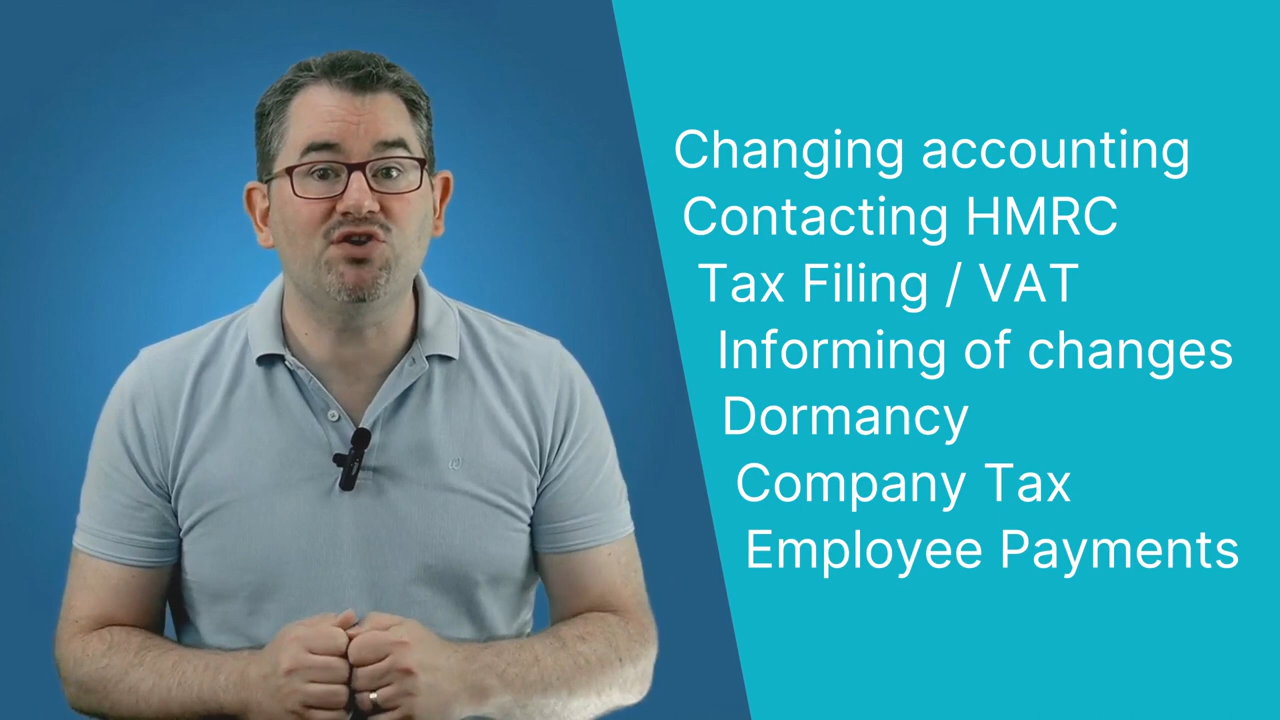 Changing accounting
Contacting HMRC
Tax Filing / VAT
Informing of changes
Dormancy
Company Tax
Employee Payments